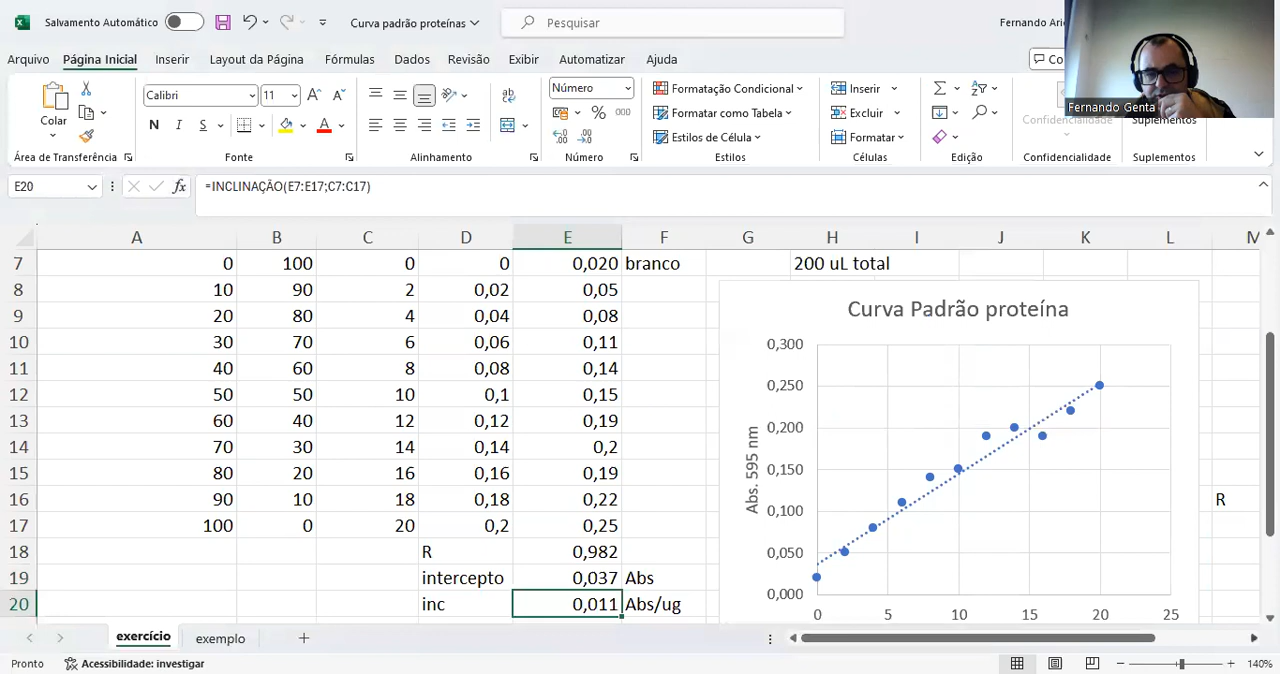 Salvamento Automático
Curva padrão proteínas
Pesquisar
Fernando
Arquivo Página Inicial Inserir Layout da Página Fórmulas Dados Revisão Exibir Automatizar Ajuda
Colar
Calibri 11
N I S
Área de Transferência
Fonte
Alinhamento
Número
Número
Formatação Condicional
Formatar como Tabela
Estilos de Célula
Estilos
Inserir
Excluir
Formatar
Células
Edição
Confidencialidade
Confidencialidade
Suplementos
Suplementos
Fernando Genta
E20 fx =INCLINAÇÃO(E7:E17;C7:C17)
A B C D E F G H I J K L M
7 0 100 0 0 0,020 branco 200 uL total
8 10 90 2 0,02 0,05
9 20 80 4 0,04 0,08
10 30 70 6 0,06 0,11
11 40 60 8 0,08 0,14
12 50 50 10 0,1 0,15
13 60 40 12 0,12 0,19
14 70 30 14 0,14 0,2
15 80 20 16 0,16 0,19
16 90 10 18 0,18 0,22 R
17 100 0 20 0,2 0,25
18 R 0,982
19 intercepto 0,037 Abs
20 inc 0,011 Abs/ug
Curva Padrão proteína
Abs. 595 nm
0,300
0,250
0,200
0,150
0,100
0,050
0,000
0 5 10 15 20 25
exercício exemplo
Pronto Acessibilidade: investigar 140%